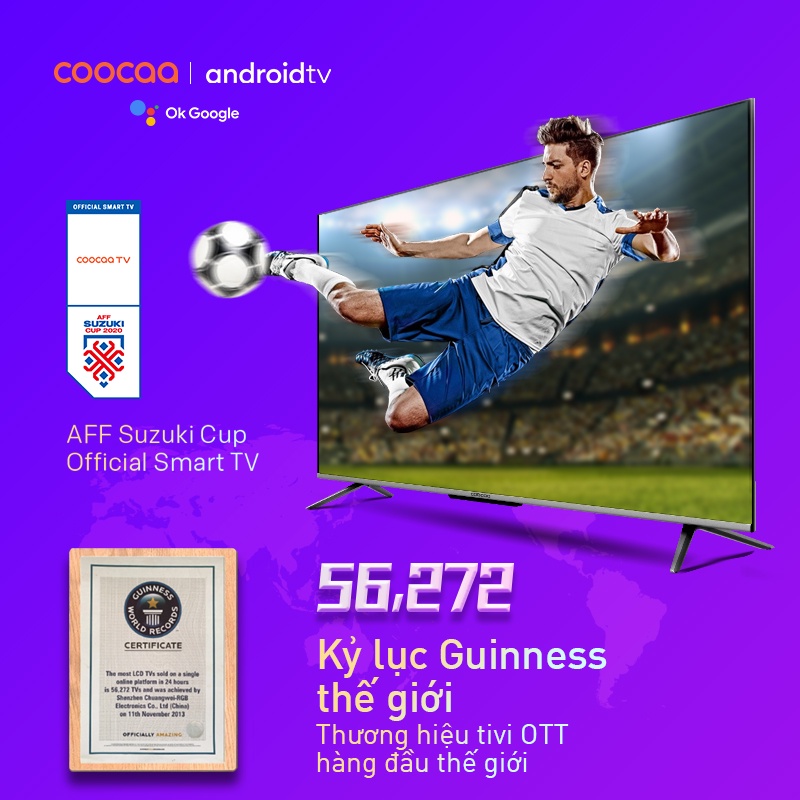 coocaa | androidtv
Ok Google
OFFICIAL SMART TV
coocaa TV
AFF
SUZUKI
CUP 2020
AFF Suzuki Cup
Official Smart TV
coocaa
GUINNESS
WORLD RECORDS
CERTIFICATE
The most LCD TVs sold on a single
online platform in 24 hours
is 56,272 TVs and was achieved by
Shenzhen Chuangwei-RGB
Electronics Co., Ltd (China)
on 11th November 2013
OFFICIALLY AMAZING
56,272
Kỷ lục Guinness
thế giới
Thương hiệu tivi OTT
hàng đầu thế giới